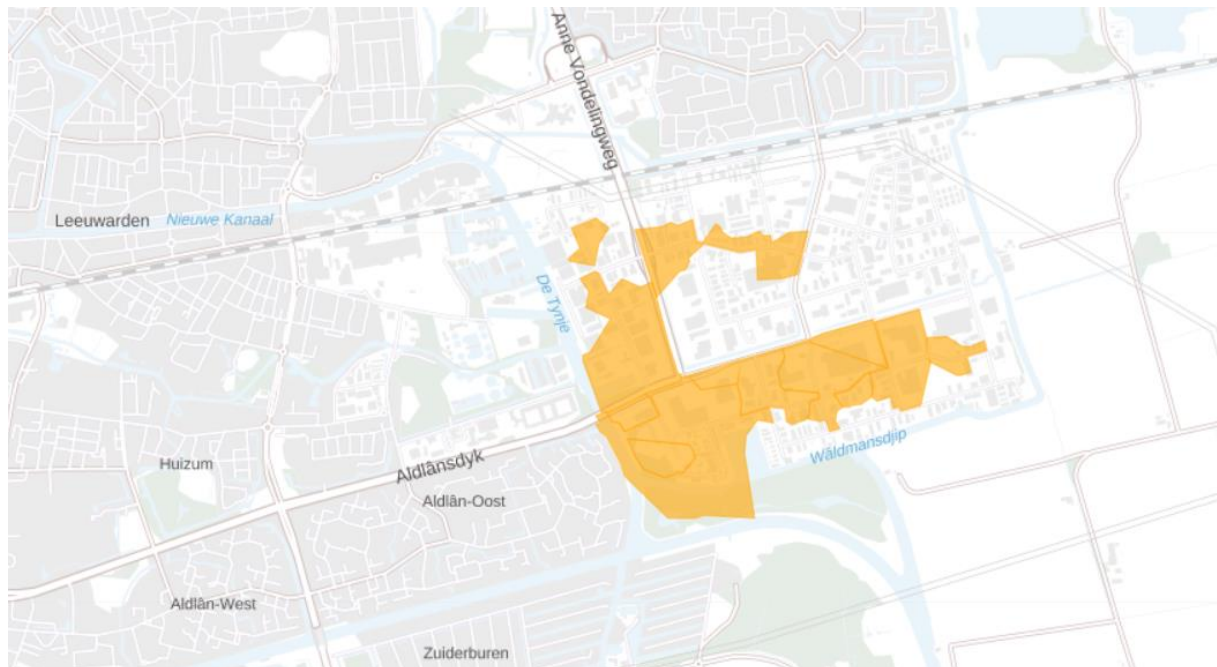 Anne Vondelingweg
Leeuwarden
Nieuwe Kanaal
De Tynje
Wâldmansdjip
Aldlânsdyk
Huizum
Aldlân-Oost
Aldlân-West
Zuiderburen